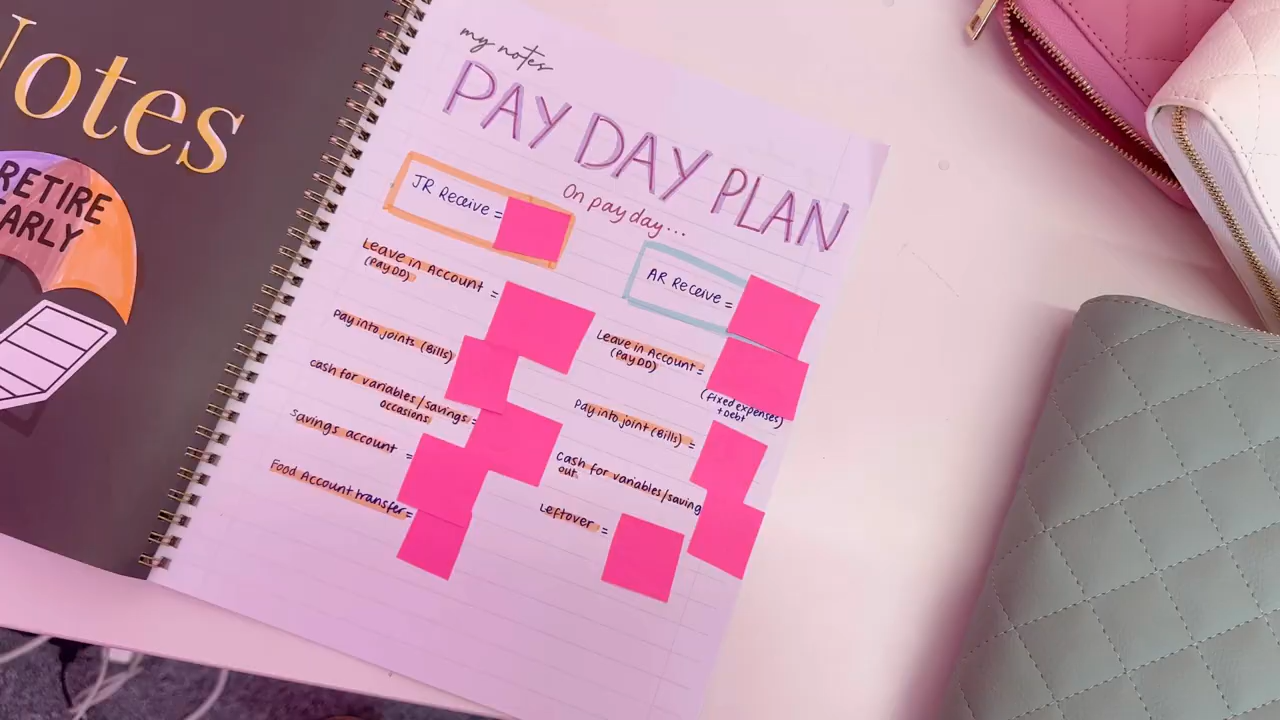 Notes
RETIRE
EARLY
my notes
PAY DAY PLAN
On pay day...
JR Receive =
Leave in Account =
(Pay DD)
Pay into joints (Bills)
cash for variables/savings =
occasions
savings account =
Food Account transfer =
AR Receive =
Leave in Account =
(Pay DD)
(Fixed expenses)
+ debt
Pay into joint (Bills) =
Cash for variables/saving
out
Leftover =